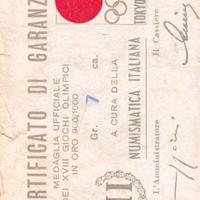 CERTIFICATO DI GARANZ
MEDAGLIA UFFICIALE
DEI XVIII GIOCHI OLIMPICI
IN ORO 900/1000
Gr. 7 ca.
A CURA DELLA
NUMISMATICA ITALIANA
L'Amministratore
Il Cassiere
TOKYO